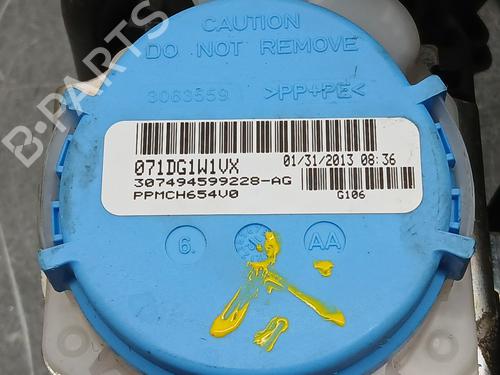 CAUTION
DO NOT REMOVE
3063559 >PP+PE<
071DG1W1VX 01/31/2013 08:36
307494599228-AG
PPMCH654V0 G106
6. AA
B-PARTS